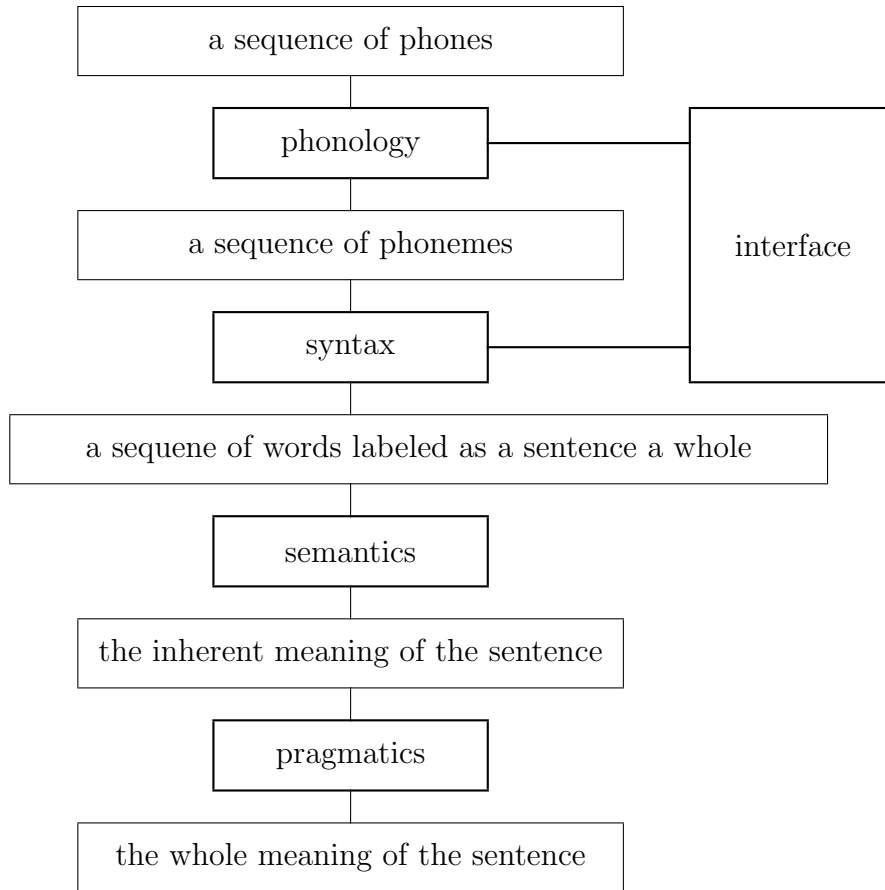 a sequence of phones
phonology
a sequence of phonemes
interface
syntax
a sequene of words labeled as a sentence a whole
semantics
the inherent meaning of the sentence
pragmatics
the whole meaning of the sentence